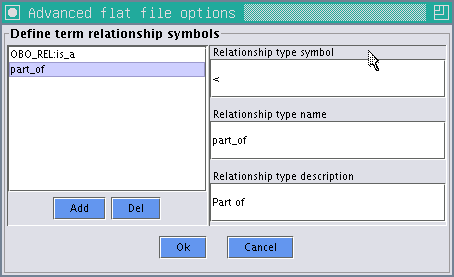 Advanced flat file options
Define term relationship symbols
OBO_REL:is_a
part_of
Relationship type symbol
<
Relationship type name
part_of
Relationship type description
Part of
Add
Del
Ok
Cancel